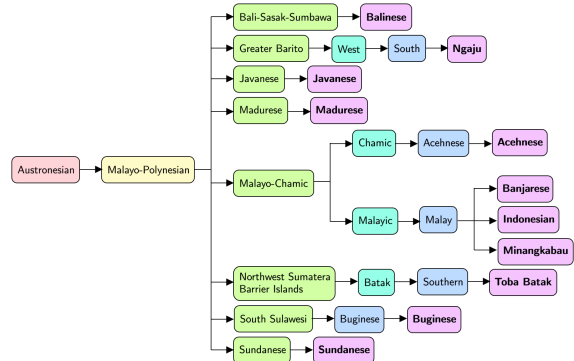 Austronesian
Malayo-Polynesian
Bali-Sasak-Sumbawa
Balinese
Greater Barito
West
South
Ngaju
Javanese
Javanese
Madurese
Madurese
Malayo-Chamic
Chamic
Acehnese
Acehnese
Malayic
Malay
Banjarese
Indonesian
Minangkabau
Northwest Sumatera
Barrier Islands
Batak
Southern
Toba Batak
South Sulawesi
Buginese
Buginese
Sundanese
Sundanese